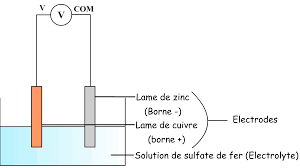 V COM
V
Lame de zinc
(Borne -)
Lame de cuivre
(borne +)
Electrodes
Solution de sulfate de fer (Electrolyte)